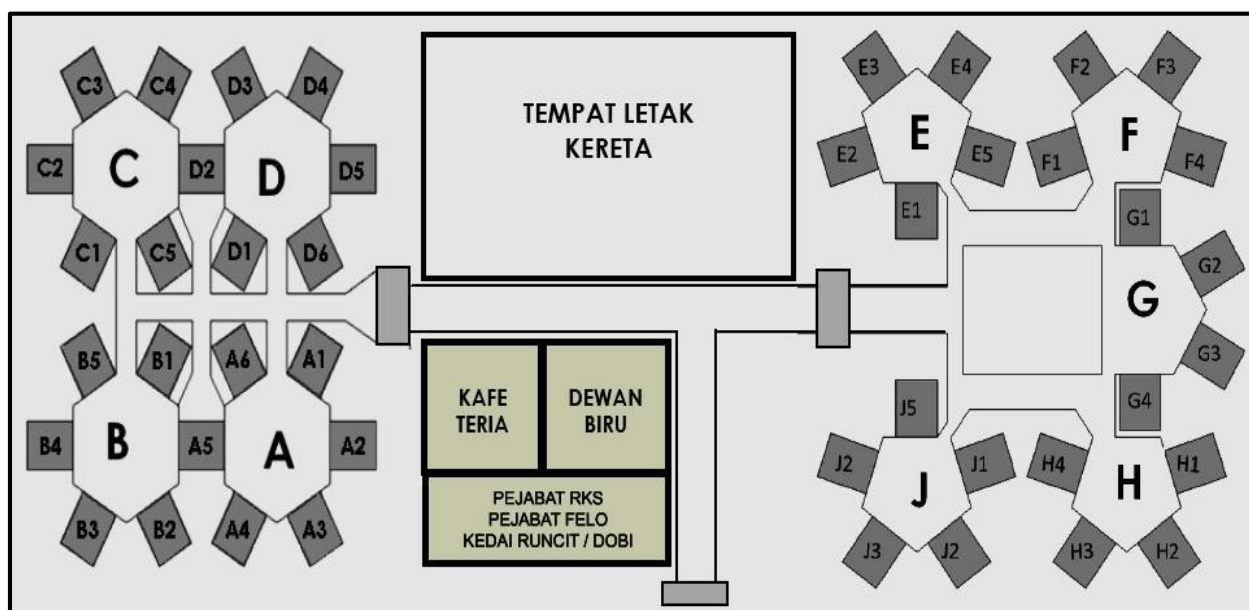 C3
C4
D3
D4
C2
C
D2
D
D5
C1
C5
D1
D6
TEMPAT LETAK
KERETA
E3
E4
F2
F3
E
F
E2
E5
F1
F4
E1
G1
G2
G
G3
G4
B5
B1
A6
A1
B4
B
A5
A
A2
B3
B2
A4
A3
KAFE
TERIA
DEWAN
BIRU
PEJABAT RKS
PEJABAT FELO
KEDAI RUNCIT / DOBI
J5
J2
J1
H4
H1
J
H
J3
J2
H3
H2